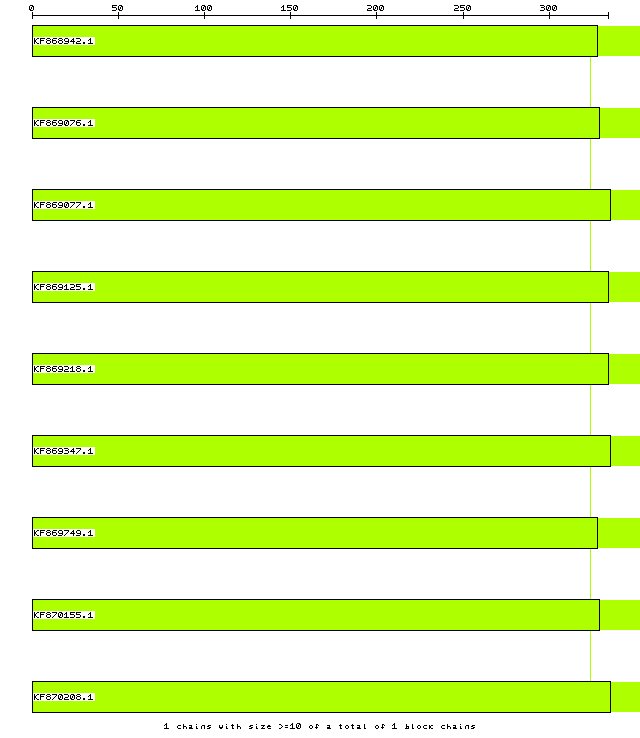 0 50 100 150 200 250 300
KF868942.1
KF869076.1
KF869077.1
KF869125.1
KF869218.1
KF869347.1
KF869749.1
KF870155.1
KF870208.1
1 chains with size >=10 of a total of 1 block chains